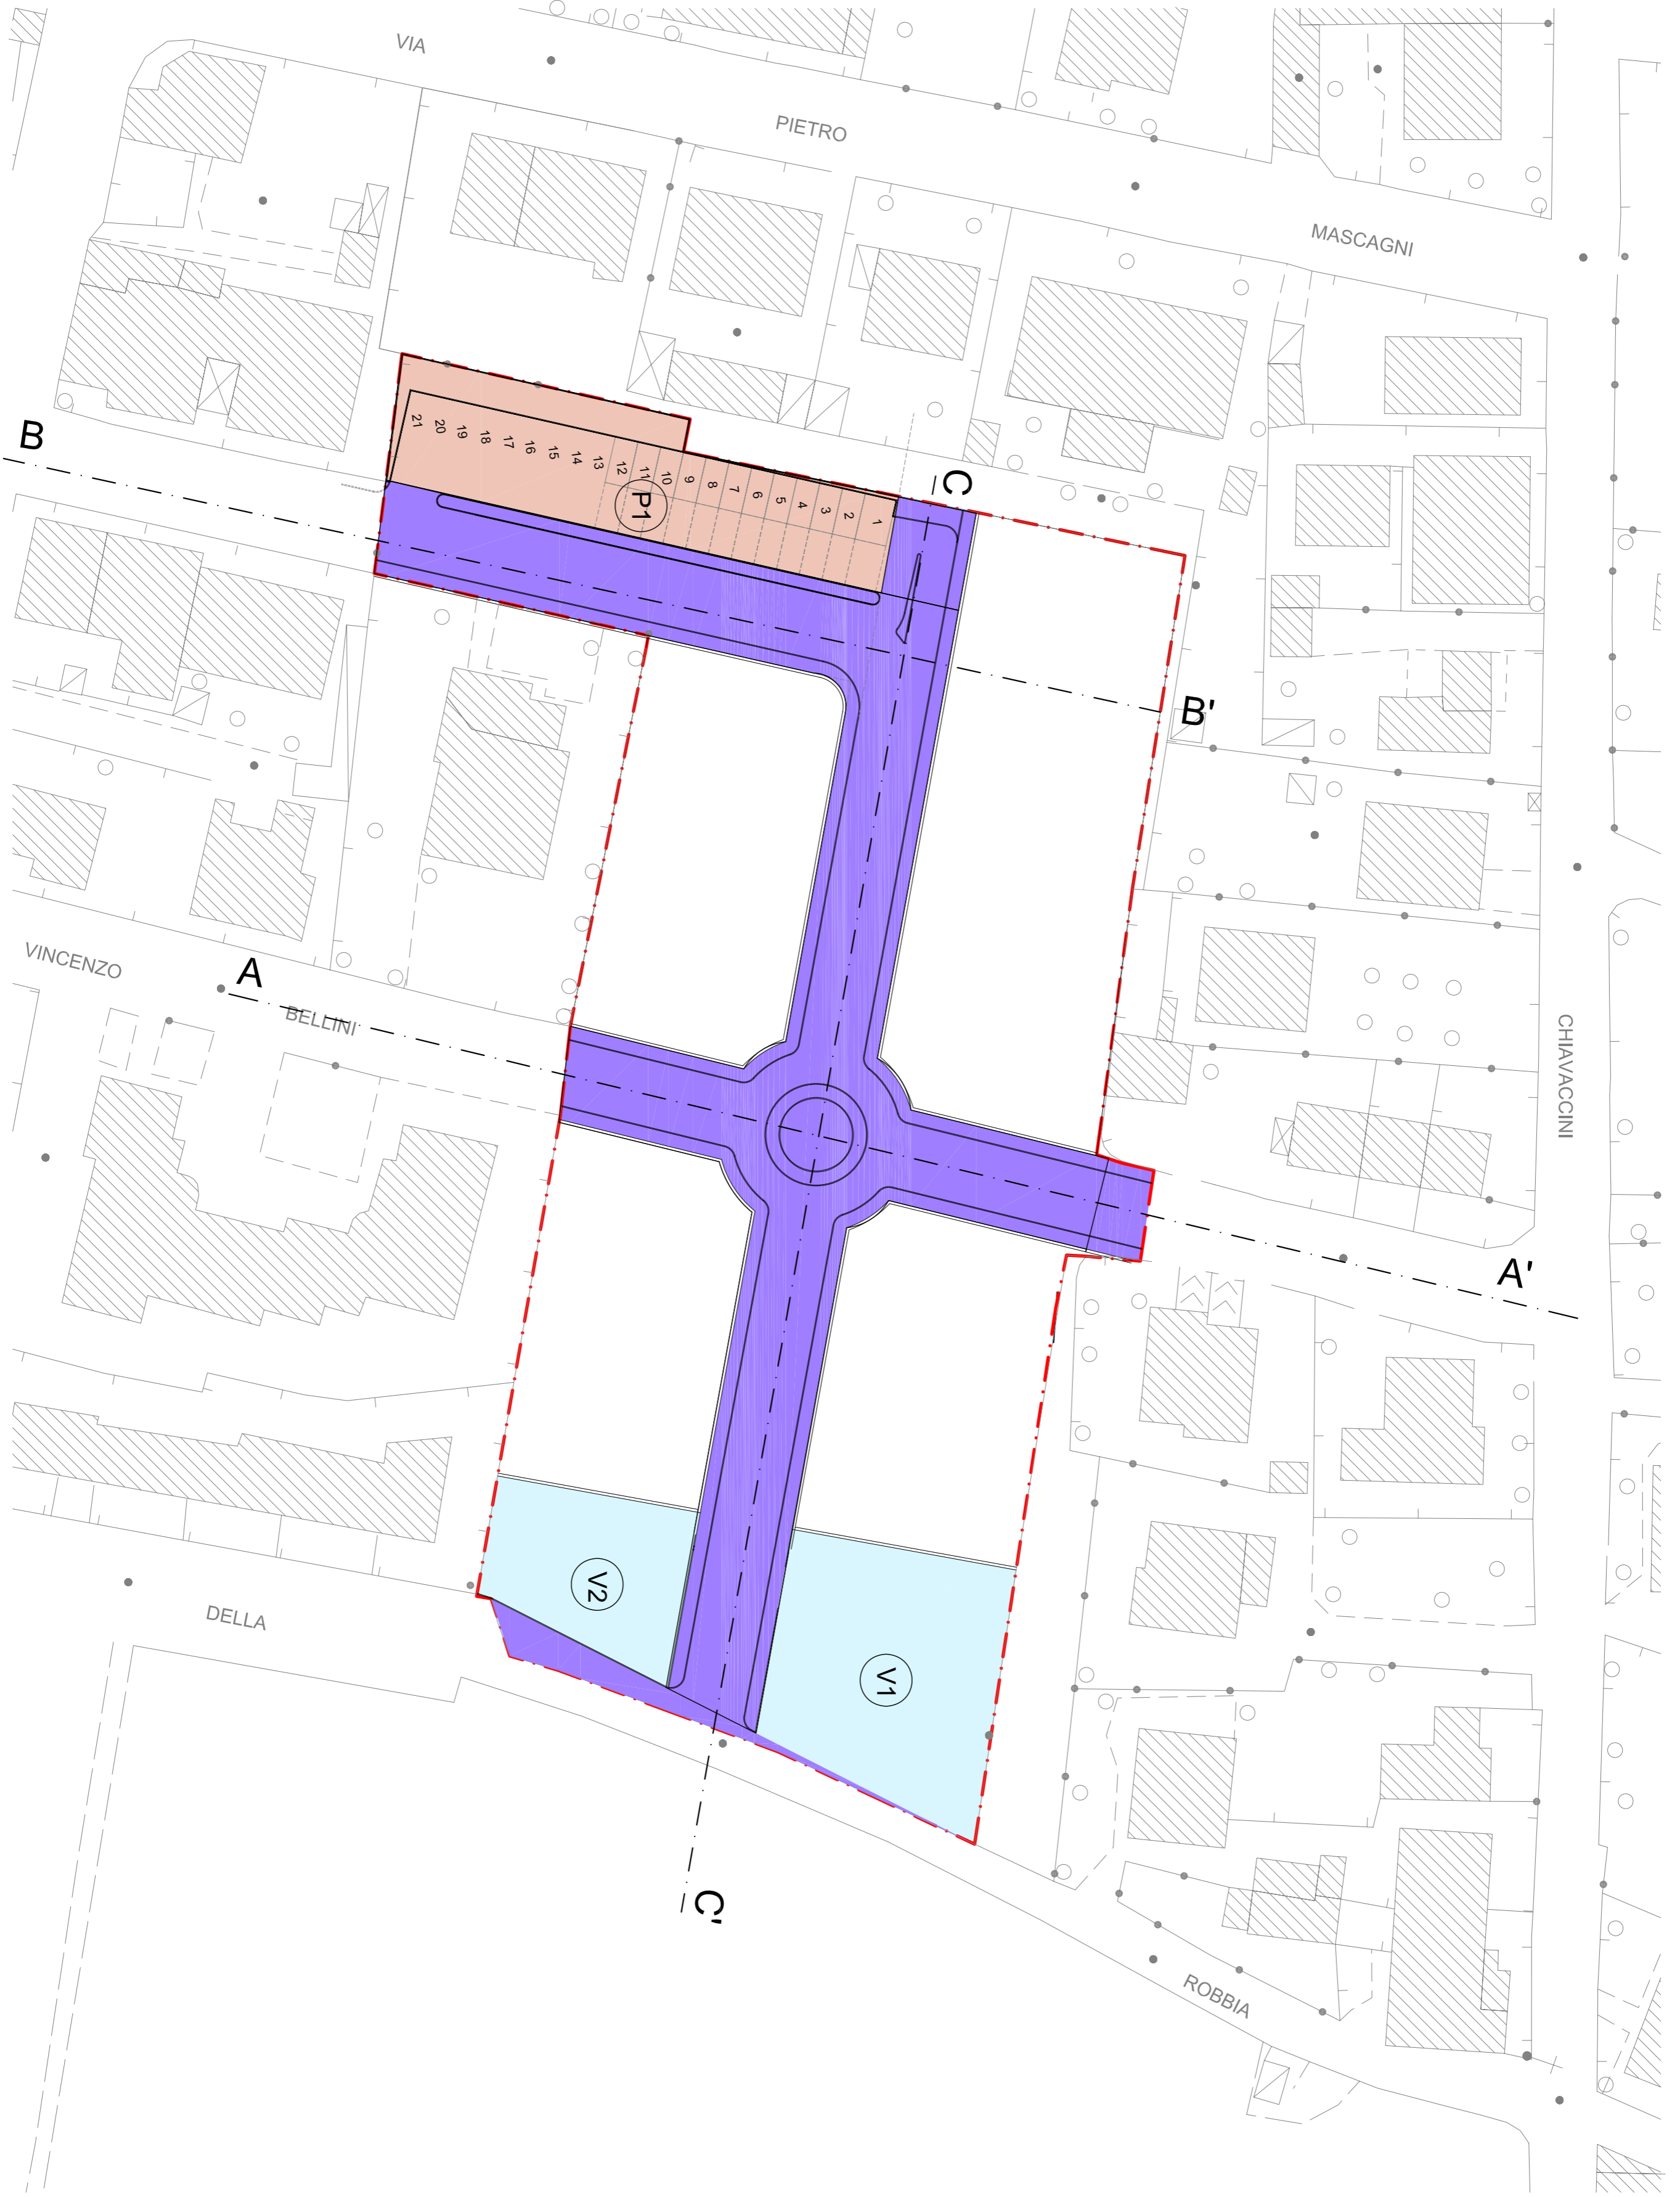 VIA
PIETRO
MASCAGNI
B
21
20
19
18
17
16
15
14
13
12
11
10
9
8
7
6
5
4
3
2
1
P1
C
B'
VINCENZO
A
BELLINI
CHIAVACCINI
A'
V2
DELLA
V1
C'
ROBBIA